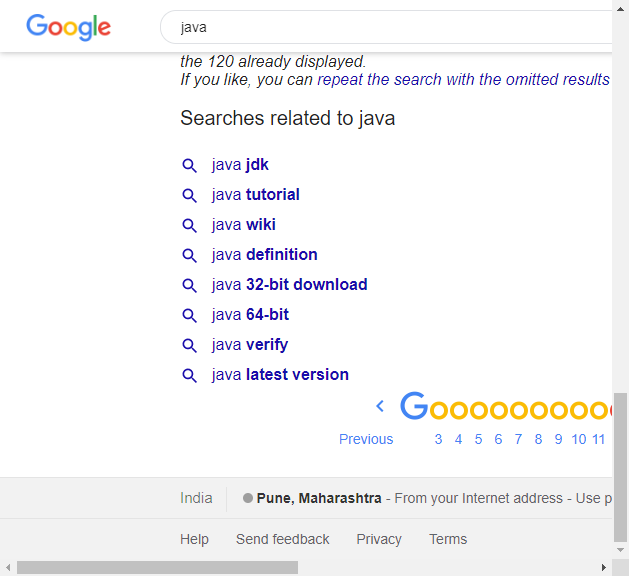 Google
java
the 120 already displayed.
If you like, you can repeat the search with the omitted results
Searches related to java
java jdk
java tutorial
java wiki
java definition
java 32-bit download
java 64-bit
java verify
java latest version
Gooooooooo
Previous 3 4 5 6 7 8 9 10 11
India Pune, Maharashtra - From your Internet address - Use p
Help Send feedback Privacy Terms